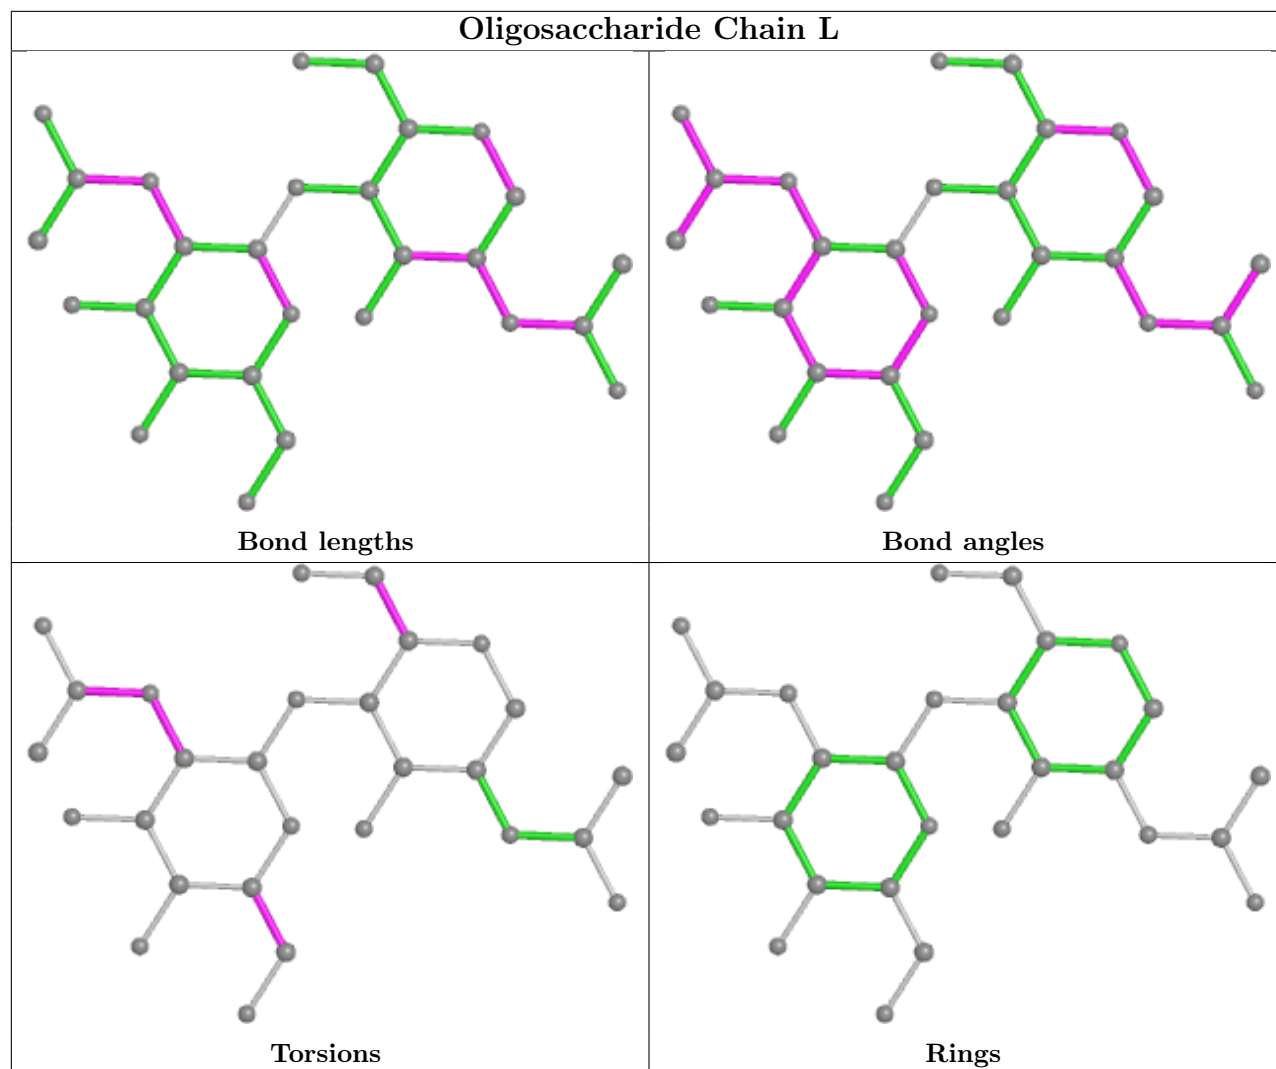 Oligosaccharide Chain L
Bond lengths
Bond angles
Torsions
Rings